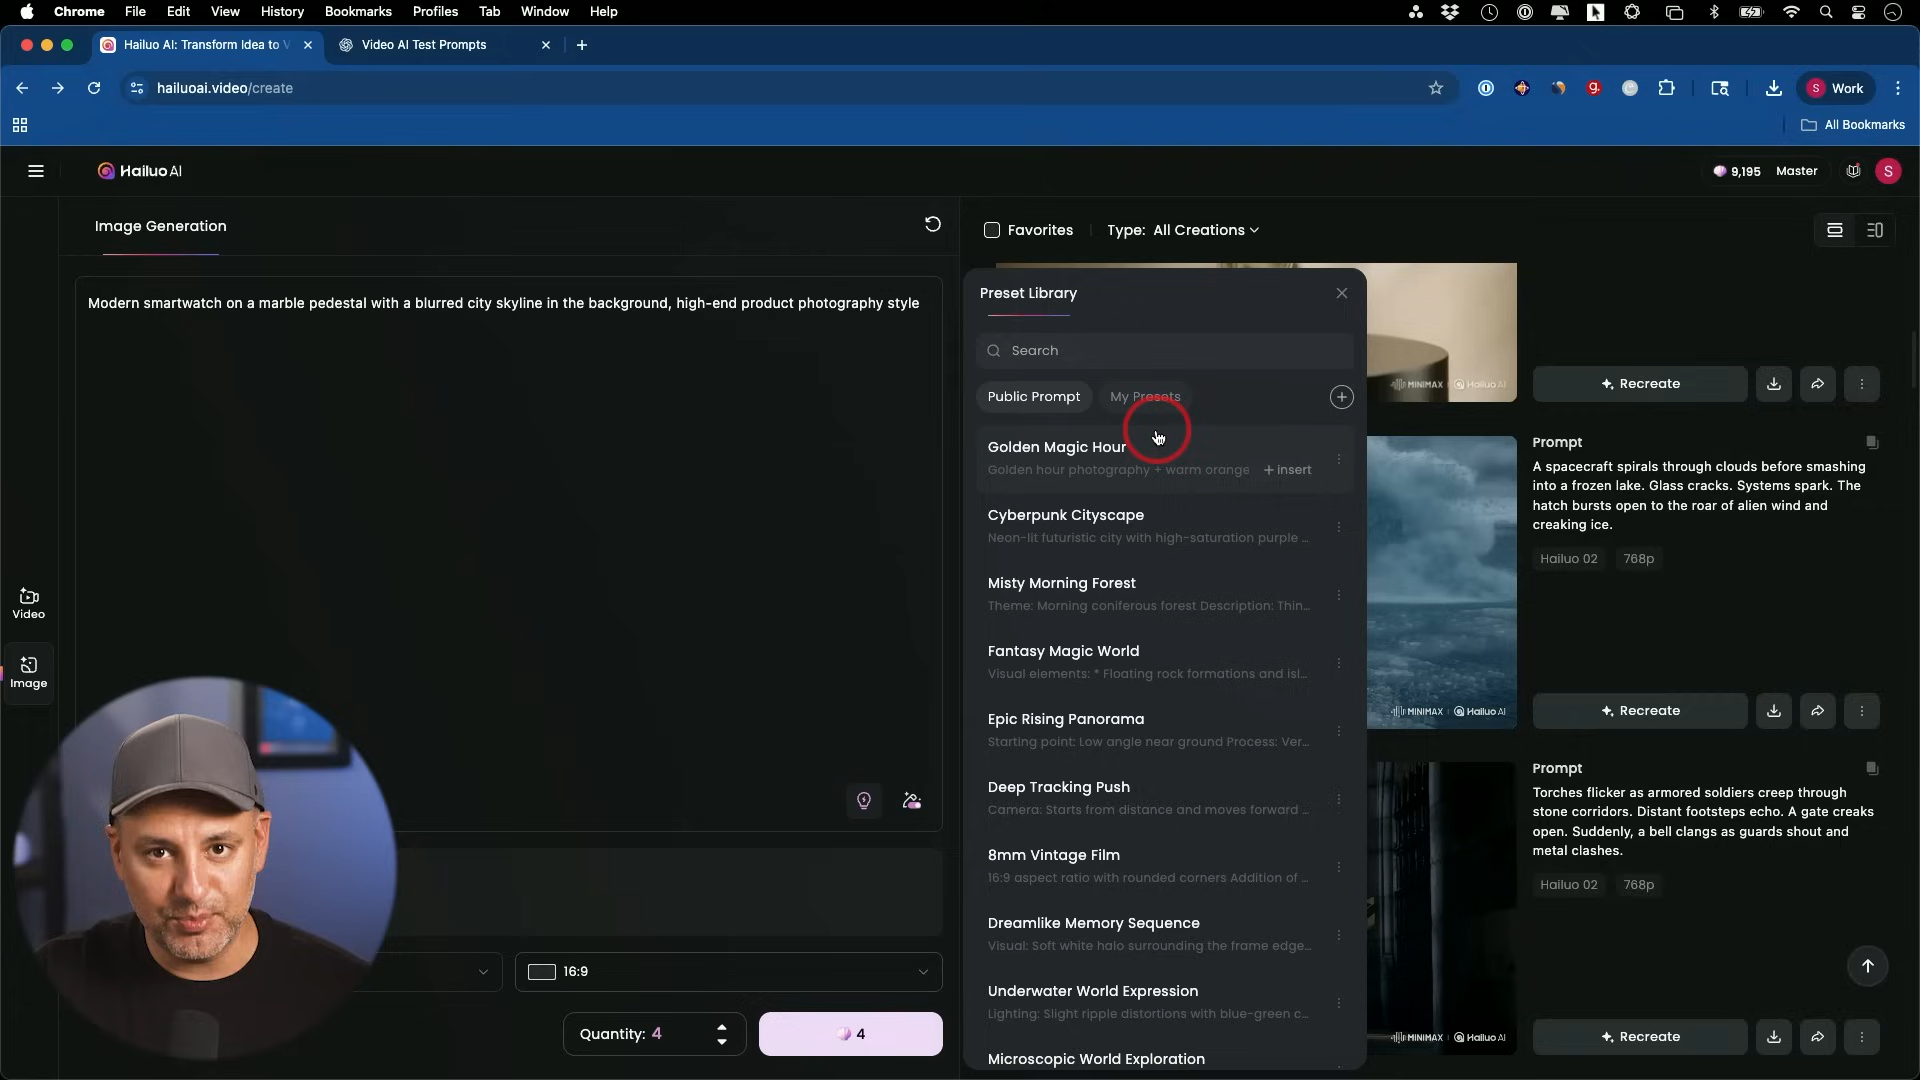 Chrome File Edit View History Bookmarks Profiles Tab Window Help
Hailuo AI: Transform Idea to V
Video AI Test Prompts
hailuoai.video/create
Work
All Bookmarks
Hailuo AI
9,195 Master
S
Image Generation
Favorites
Type: All Creations
Modern smartwatch on a marble pedestal with a blurred city skyline in the background, high-end product photography style
Preset Library
Search
Public Prompt
My Presets
Golden Magic Hour
Golden hour photography + warm orange
+ insert
Cyberpunk Cityscape
Neon-lit futuristic city with high-saturation purple ...
Misty Morning Forest
Theme: Morning coniferous forest Description: Thin...
Fantasy Magic World
Visual elements: * Floating rock formations and isl...
Epic Rising Panorama
Starting point: Low angle near ground Process: Ver...
Deep Tracking Push
Camera: Starts from distance and moves forward ...
8mm Vintage Film
16:9 aspect ratio with rounded corners Addition of ...
Dreamlike Memory Sequence
Visual: Soft white halo surrounding the frame edge...
Underwater World Expression
Lighting: Slight ripple distortions with blue-green c...
Microscopic World Exploration
MINIMAX | Hailuo AI
Recreate
Prompt
A spacecraft spirals through clouds before smashing
into a frozen lake. Glass cracks. Systems spark. The
hatch bursts open to the roar of alien wind and
creaking ice.
Hailuo 02 768p
MINIMAX | Hailuo AI
Recreate
Prompt
Torches flicker as armored soldiers creep through
stone corridors. Distant footsteps echo. A gate creaks
open. Suddenly, a bell clangs as guards shout and
metal clashes.
Hailuo 02 768p
MINIMAX | Hailuo AI
Recreate
Video
Image
16:9
Quantity: 4
4